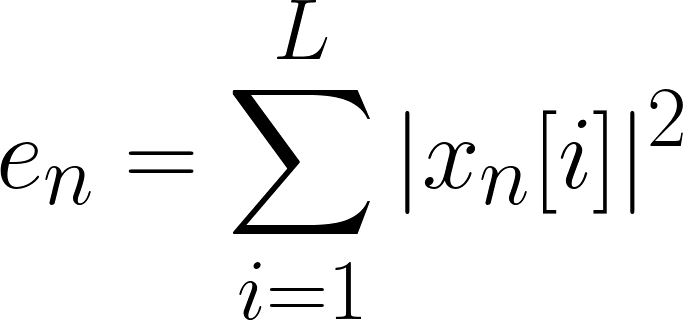 e_n = \sum_{i=1}^{L} |x_n[i]|^2